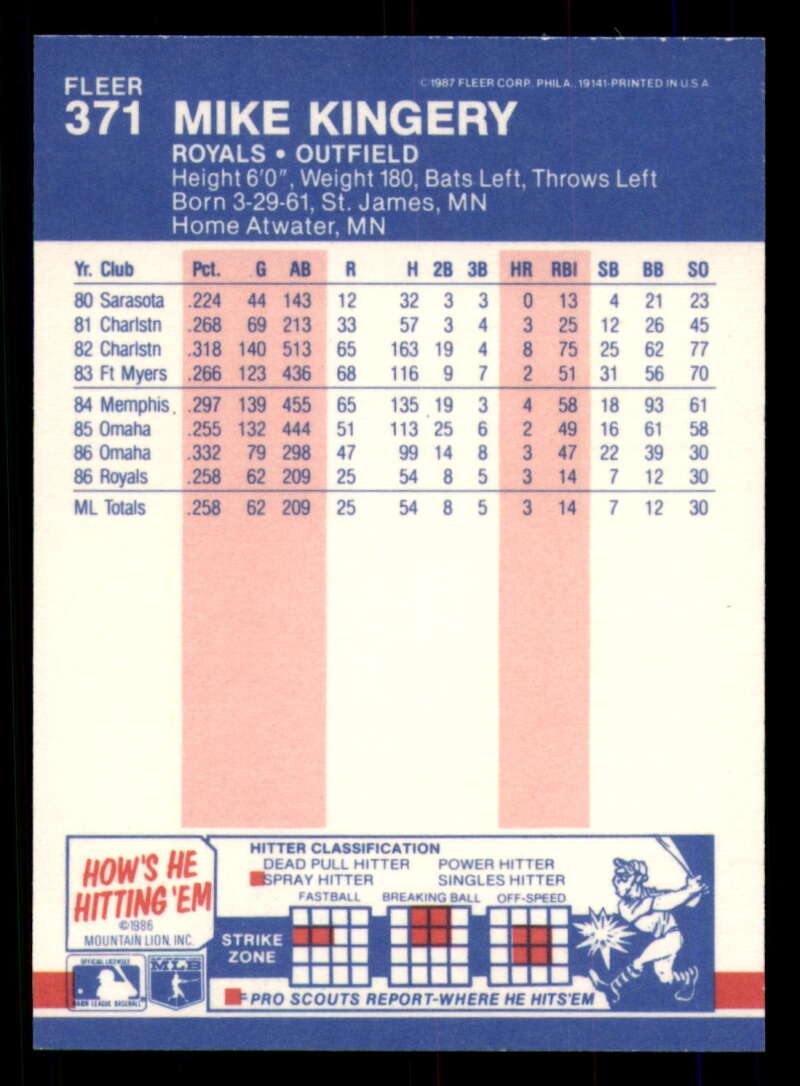 FLEER
©1987 FLEER CORP. PHILA. 19141-PRINTED IN U.S.A
371 MIKE KINGERY
ROYALS • OUTFIELD
Height 6'0", Weight 180, Bats Left, Throws Left
Born 3-29-61, St. James, MN
Home Atwater, MN
Yr. Club Pct. G AB R H 2B 3B HR RBI SB BB SO
80 Sarasota .224 44 143 12 32 3 3 0 13 4 21 23
81 Charlstn .268 69 213 33 57 3 4 3 25 12 26 45
82 Charlstn .318 140 513 65 163 19 4 8 75 25 62 77
83 Ft Myers .266 123 436 68 116 9 7 2 51 31 56 70
84 Memphis .297 139 455 65 135 19 3 4 58 18 93 61
85 Omaha .255 132 444 51 113 25 6 2 49 16 61 58
86 Omaha .332 79 298 47 99 14 8 3 47 22 39 30
86 Royals .258 62 209 25 54 8 5 3 14 7 12 30
ML Totals .258 62 209 25 54 8 5 3 14 7 12 30
HOW'S HE
HITTING 'EM
©1986
MOUNTAIN LION, INC.
HITTER CLASSIFICATION
DEAD PULL HITTER POWER HITTER
SPRAY HITTER SINGLES HITTER
FASTBALL BREAKING BALL OFF-SPEED
STRIKE
ZONE
OFFICIAL LICENSEE
MAJOR LEAGUE BASEBALL
MLB
=PRO SCOUTS REPORT-WHERE HE HITS'EM